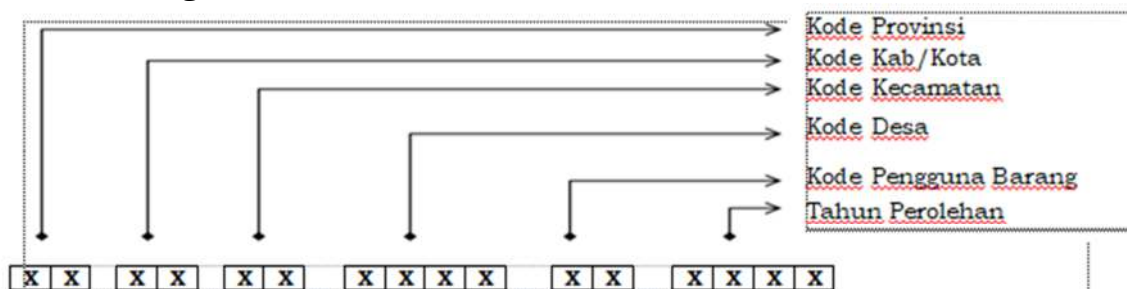 Kode Provinsi
Kode Kab/Kota
Kode Kecamatan
Kode Desa
Kode Pengguna Barang
Tahun Perolehan
X X X X X X X X X X X X X X X X